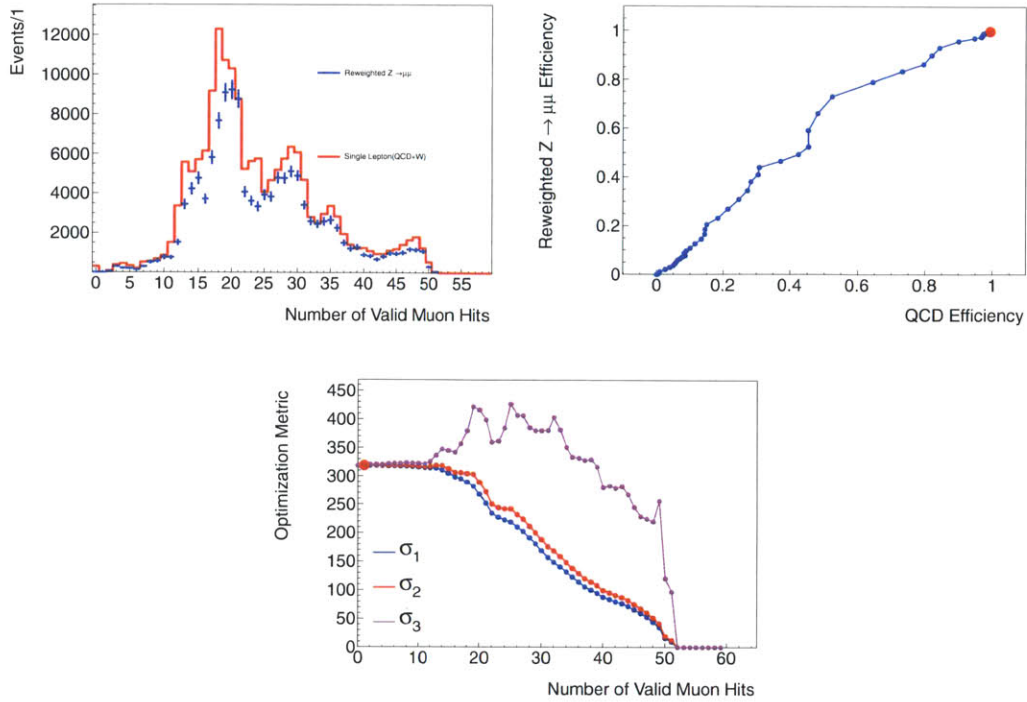 Events/1
12000
10000
8000
6000
4000
2000
Reweighted Z →μμ
Single Lepton(QCD+W)
0 5 10 15 20 25 30 35 40 45 50 55
Number of Valid Muon Hits
Reweighted Z → μμ Efficiency
1
0.8
0.6
0.4
0.2
0
0 0.2 0.4 0.6 0.8 1
QCD Efficiency
Optimization Metric
450
400
350
300
250
200
150
100
50
0
σ1
σ2
σ3
0 10 20 30 40 50 60
Number of Valid Muon Hits